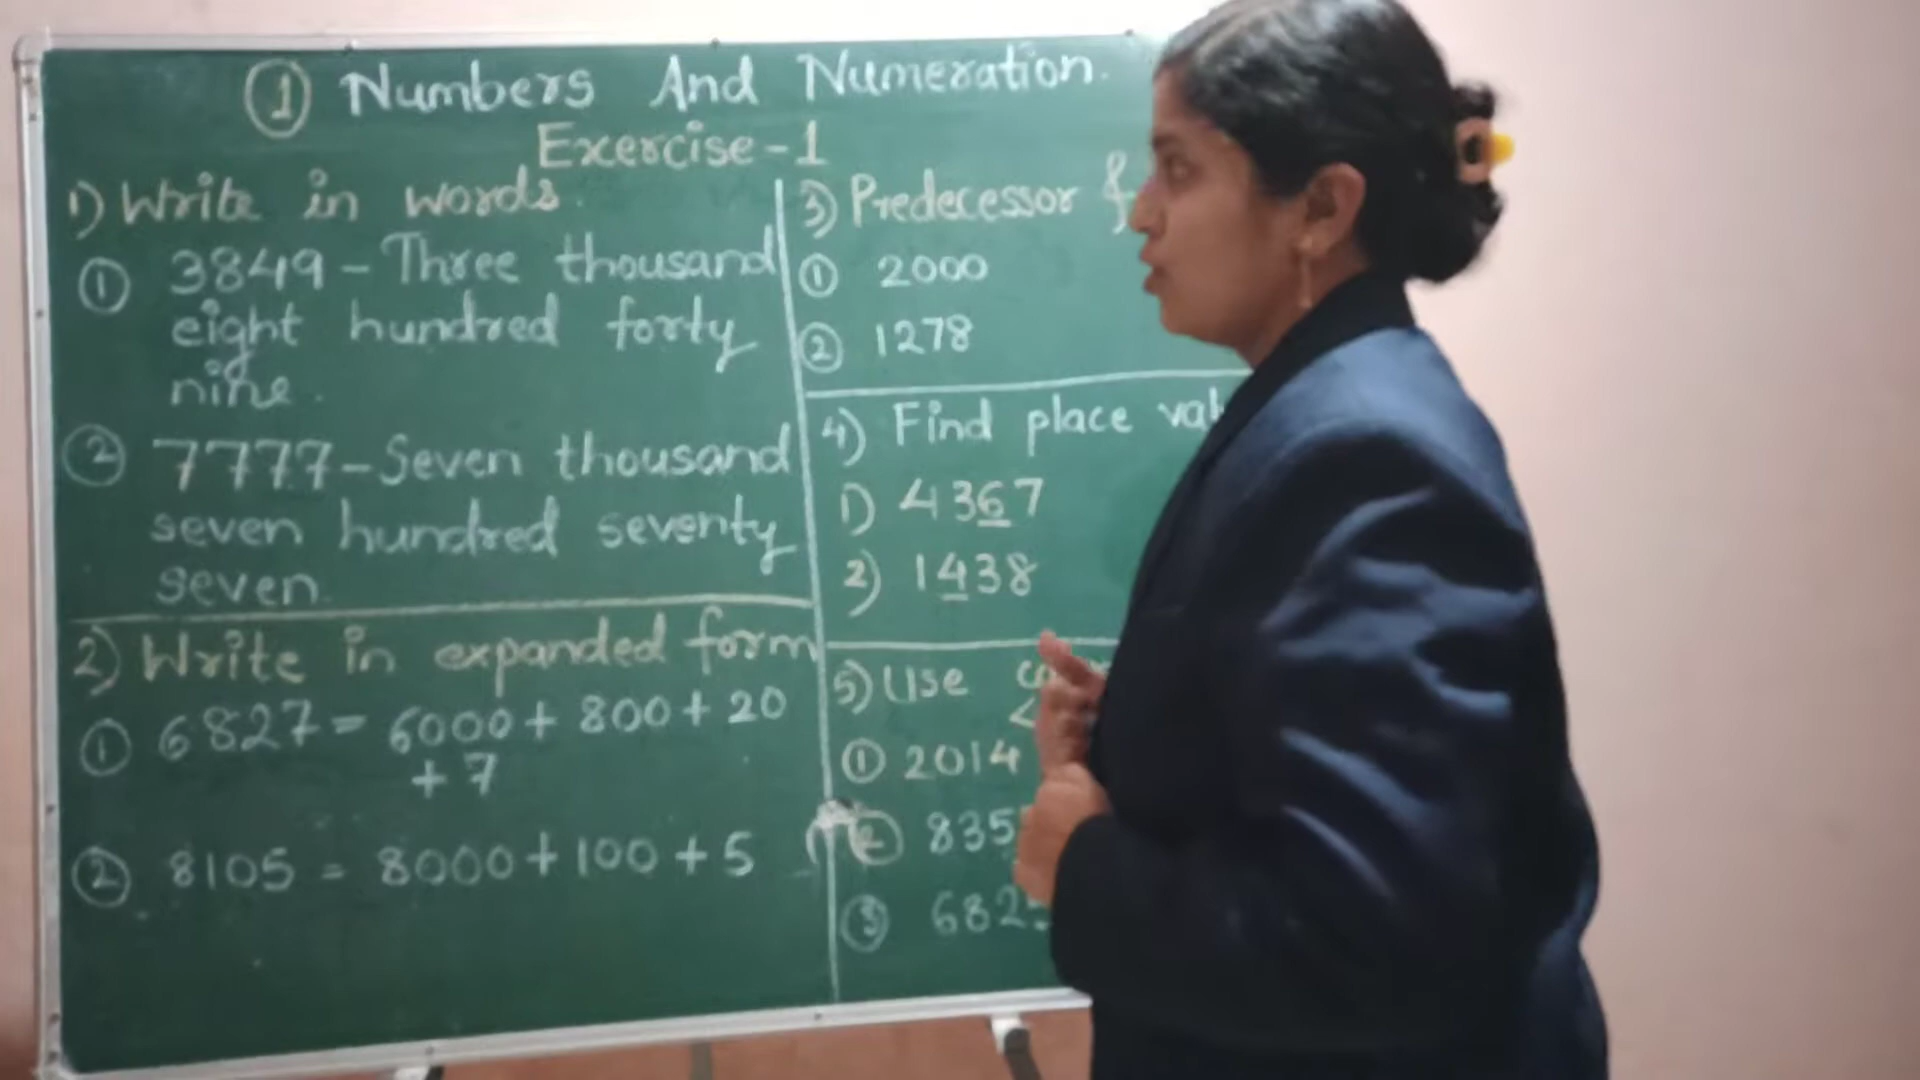 ① Numbers And Numeration.
Exercise-1
1) Write in words.
① 3849 - Three thousand
eight hundred forty
nine.
② 7777 - Seven thousand
seven hundred seventy
seven.
2) Write in expanded form
① 6827 = 6000 + 800 + 20
+ 7
② 8105 = 8000 + 100 + 5
3) Predecessor &
① 2000
② 1278
4) Find place
1) 4367
2) 1438
5) Use
<
① 2014
② 835
③ 682